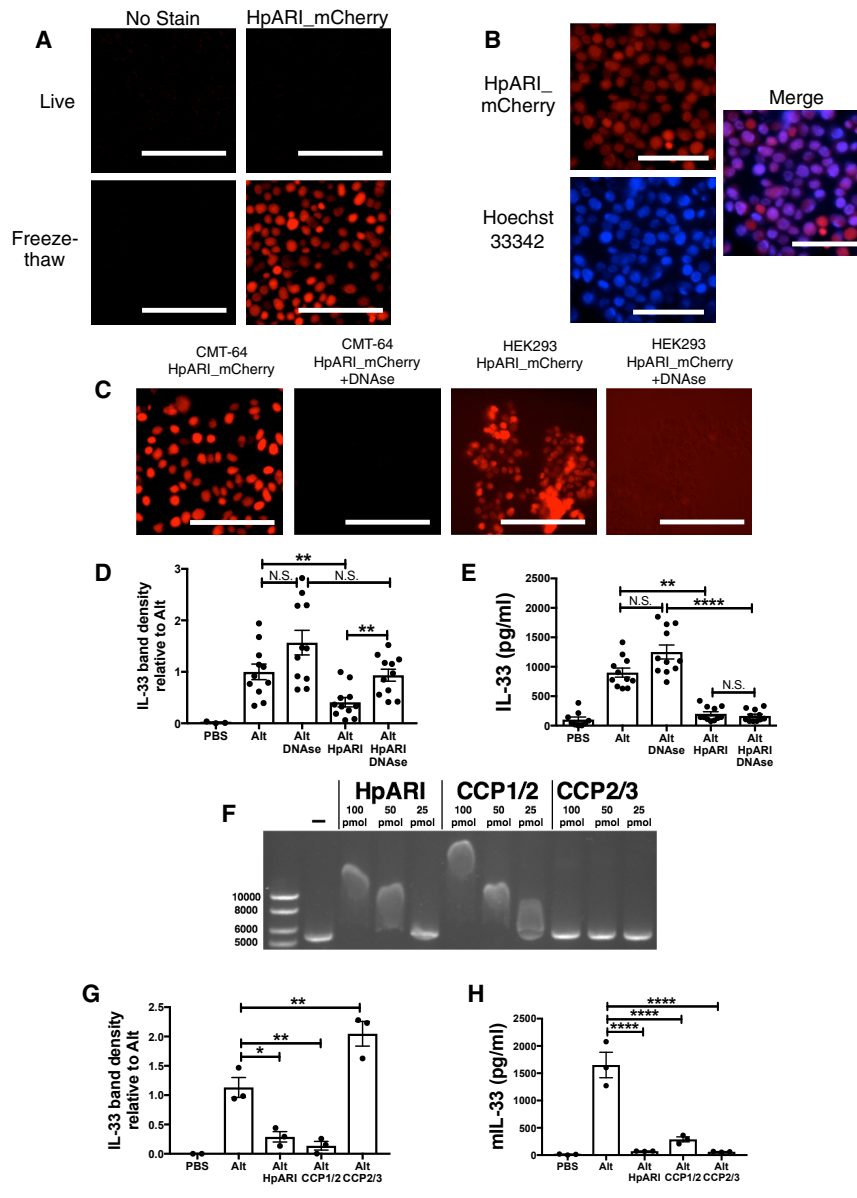 No Stain HpARI_mCherry
A
Live
Freeze-
thaw
B
HpARI_
mCherry
Merge
Hoechst
33342
C
CMT-64
HpARI_mCherry
CMT-64
HpARI_mCherry
+DNAse
HEK293
HpARI_mCherry
HEK293
HpARI_mCherry
+DNAse
D
IL-33 band density
relative to Alt
3
2
1
0
**
N.S.
N.S.
**
PBS
Alt
Alt
DNAse
Alt
HpARI
Alt
HpARI
DNAse
E
IL-33 (pg/ml)
2500
2000
1500
1000
500
0
**
N.S.
****
N.S.
PBS
Alt
Alt
DNAse
Alt
HpARI
Alt
HpARI
DNAse
F
HpARI CCP1/2 CCP2/3
–
100
pmol
50
pmol
25
pmol
100
pmol
50
pmol
25
pmol
100
pmol
50
pmol
25
pmol
10000
8000
6000
5000
G
IL-33 band density
relative to Alt
2.5
2.0
1.5
1.0
0.5
0.0
**
**
*
PBS
Alt
Alt
HpARI
Alt
CCP1/2
Alt
CCP2/3
H
mIL-33 (pg/ml)
2500
2000
1500
1000
500
0
****
****
****
PBS
Alt
Alt
HpARI
Alt
CCP1/2
Alt
CCP2/3